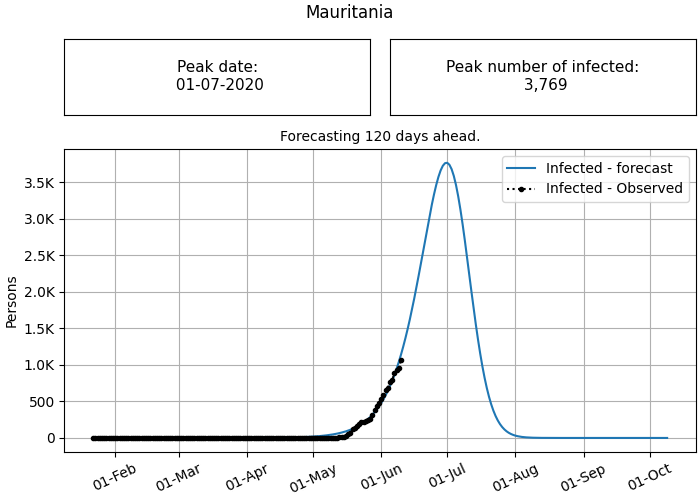 Mauritania
Peak date:
01-07-2020
Peak number of infected:
3,769
Forecasting 120 days ahead.
Infected - forecast
Infected - Observed
Persons
3.5K
3.0K
2.5K
2.0K
1.5K
1.0K
500
0
01-Feb
01-Mar
01-Apr
01-May
01-Jun
01-Jul
01-Aug
01-Sep
01-Oct